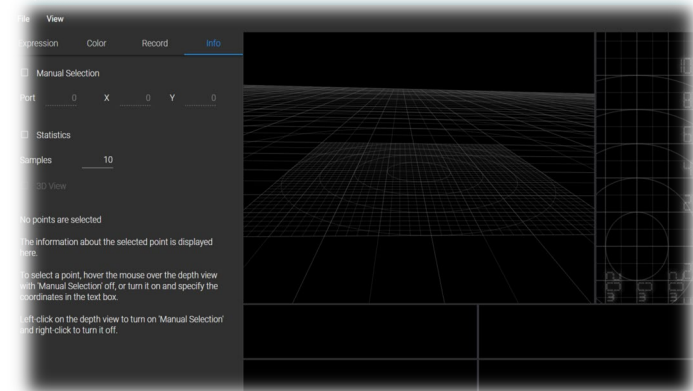 File View
Expression Color Record Info
Manual Selection
Port 0 X 0 Y 0
Statistics
Samples 10
3D View
No points are selected
The information about the selected point is displayed
here.
To select a point, hover the mouse over the depth view
with 'Manual Selection' off, or turn it on and specify the
coordinates in the text box.
Left-click on the depth view to turn on 'Manual Selection'
and right-click to turn it off.